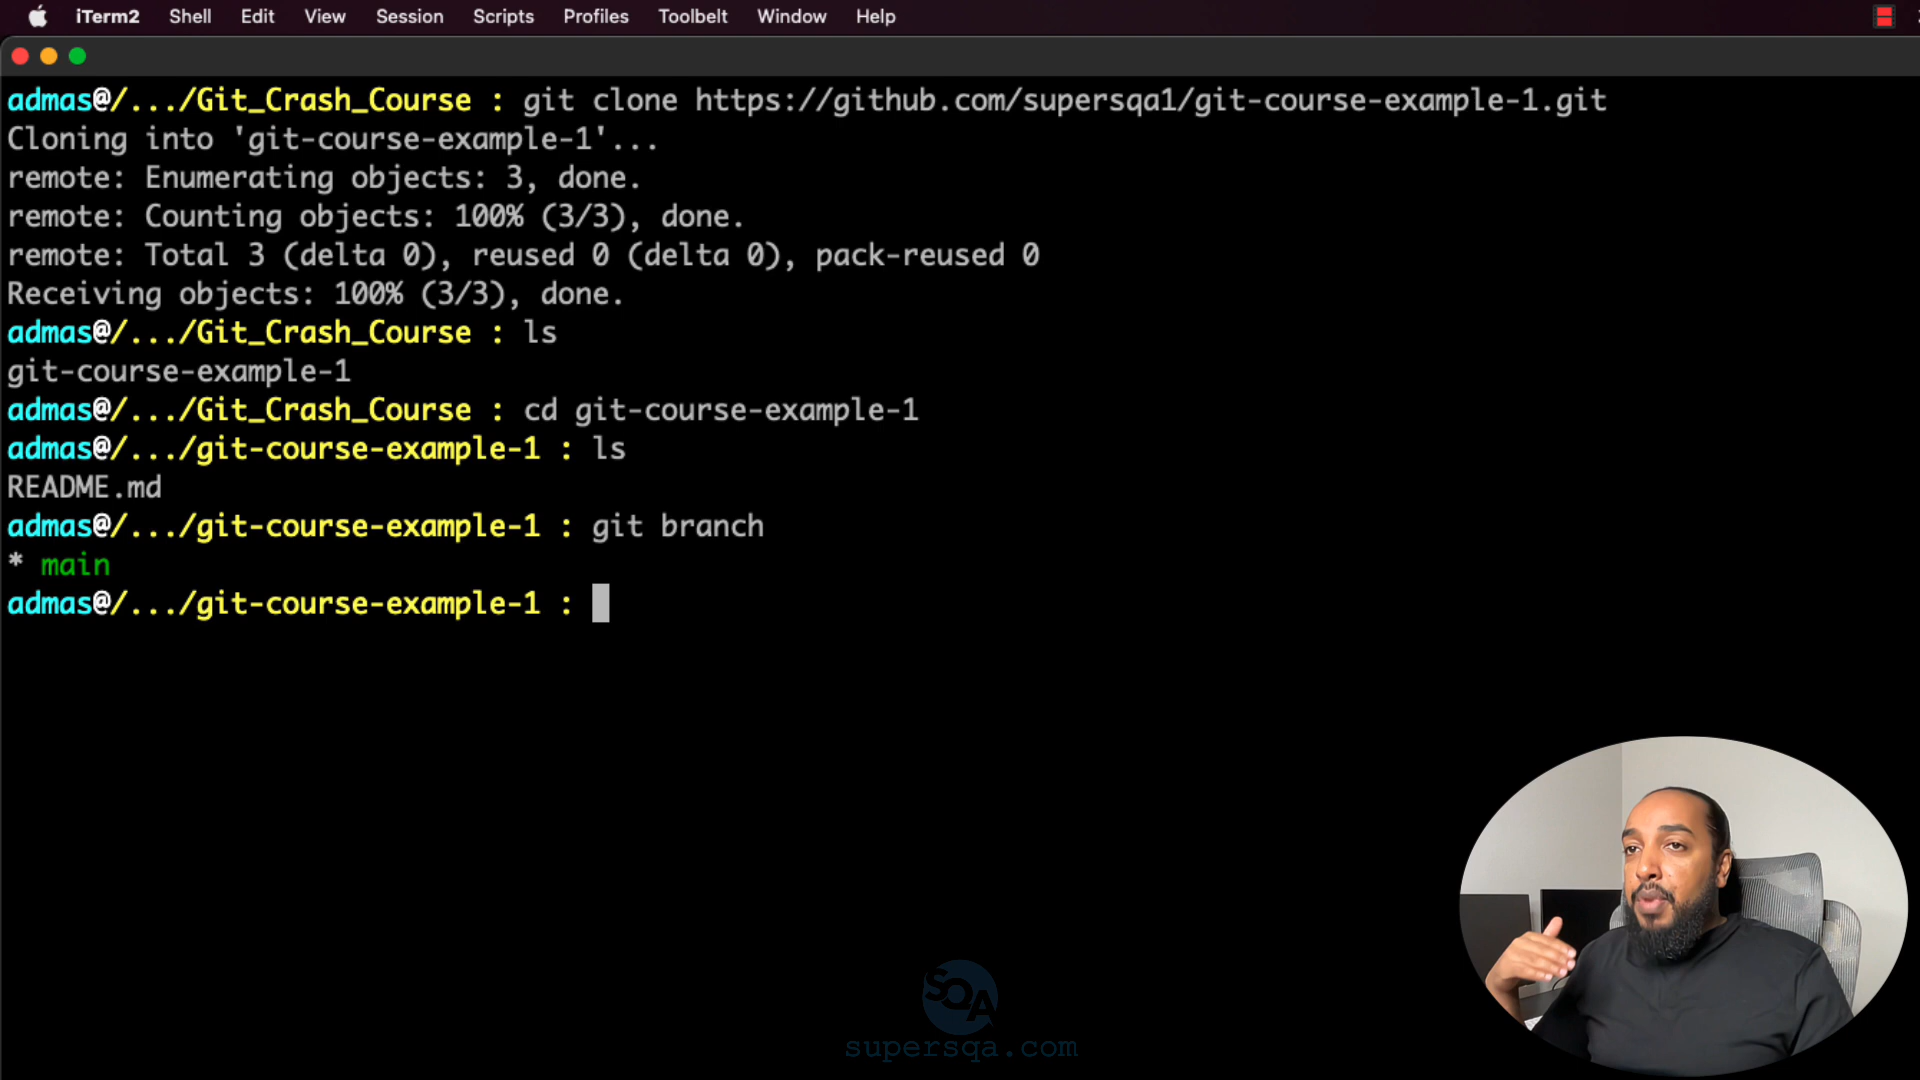 iTerm2 Shell Edit View Session Scripts Profiles Toolbelt Window Help
admas@/.../Git_Crash_Course : git clone https://github.com/supersqa1/git-course-example-1.git
Cloning into 'git-course-example-1'...
remote: Enumerating objects: 3, done.
remote: Counting objects: 100% (3/3), done.
remote: Total 3 (delta 0), reused 0 (delta 0), pack-reused 0
Receiving objects: 100% (3/3), done.
admas@/.../Git_Crash_Course : ls
git-course-example-1
admas@/.../Git_Crash_Course : cd git-course-example-1
admas@/.../git-course-example-1 : ls
README.md
admas@/.../git-course-example-1 : git branch
* main
admas@/.../git-course-example-1 :
SQA
supersqa.com